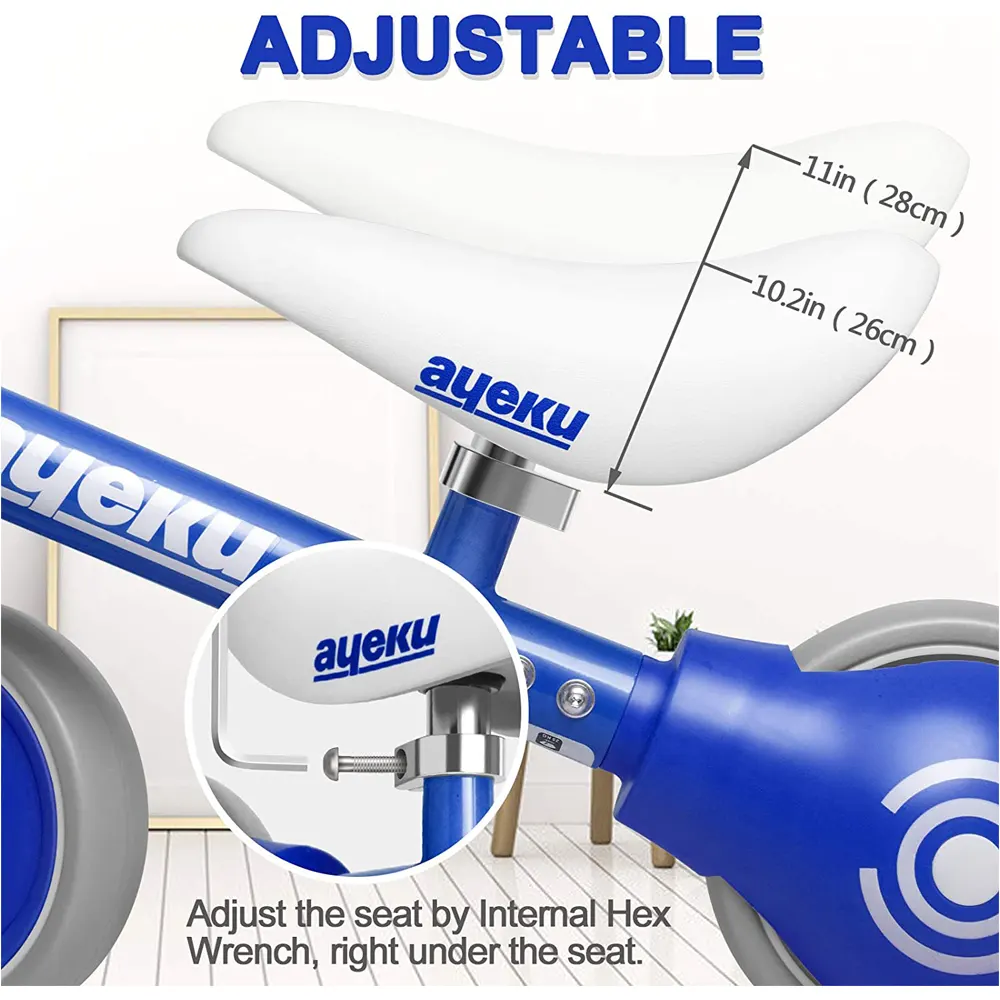 ADJUSTABLE
11in ( 28cm )
10.2in ( 26cm )
ayeku
ayeku
ayeku
Adjust the seat by Internal Hex
Wrench, right under the seat.